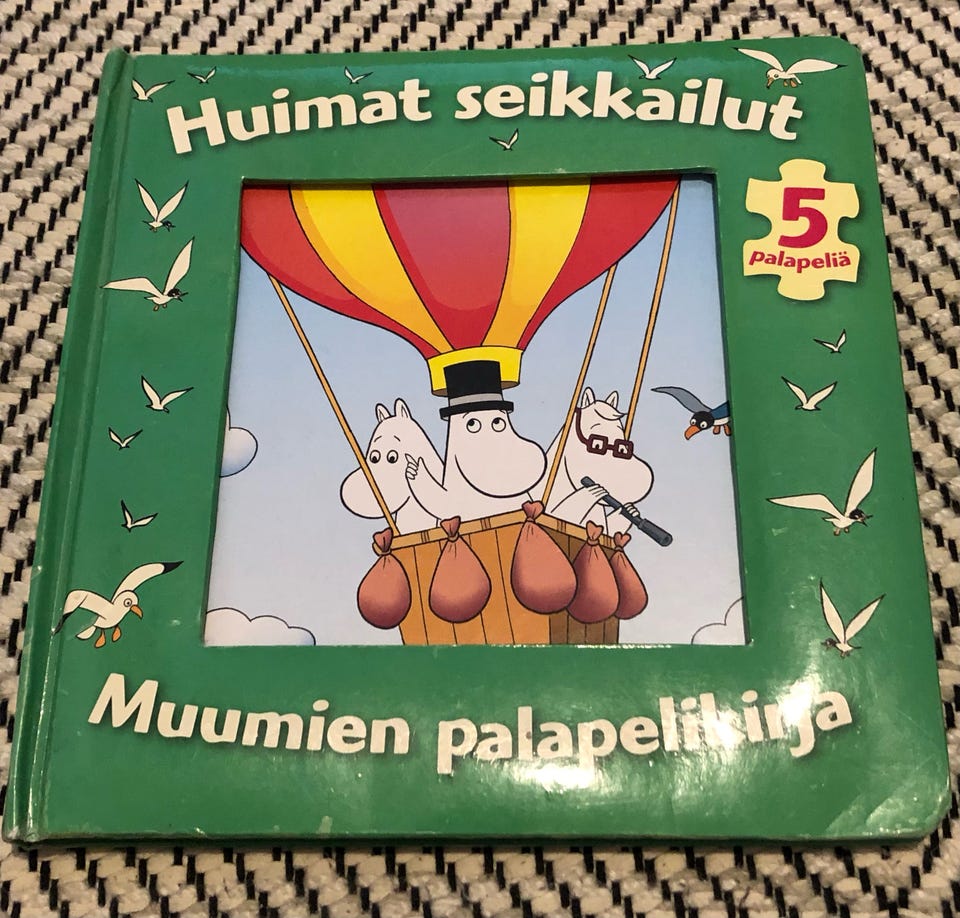 Huimat seikkailut
5
palapeliä
Muumien palapelikirja